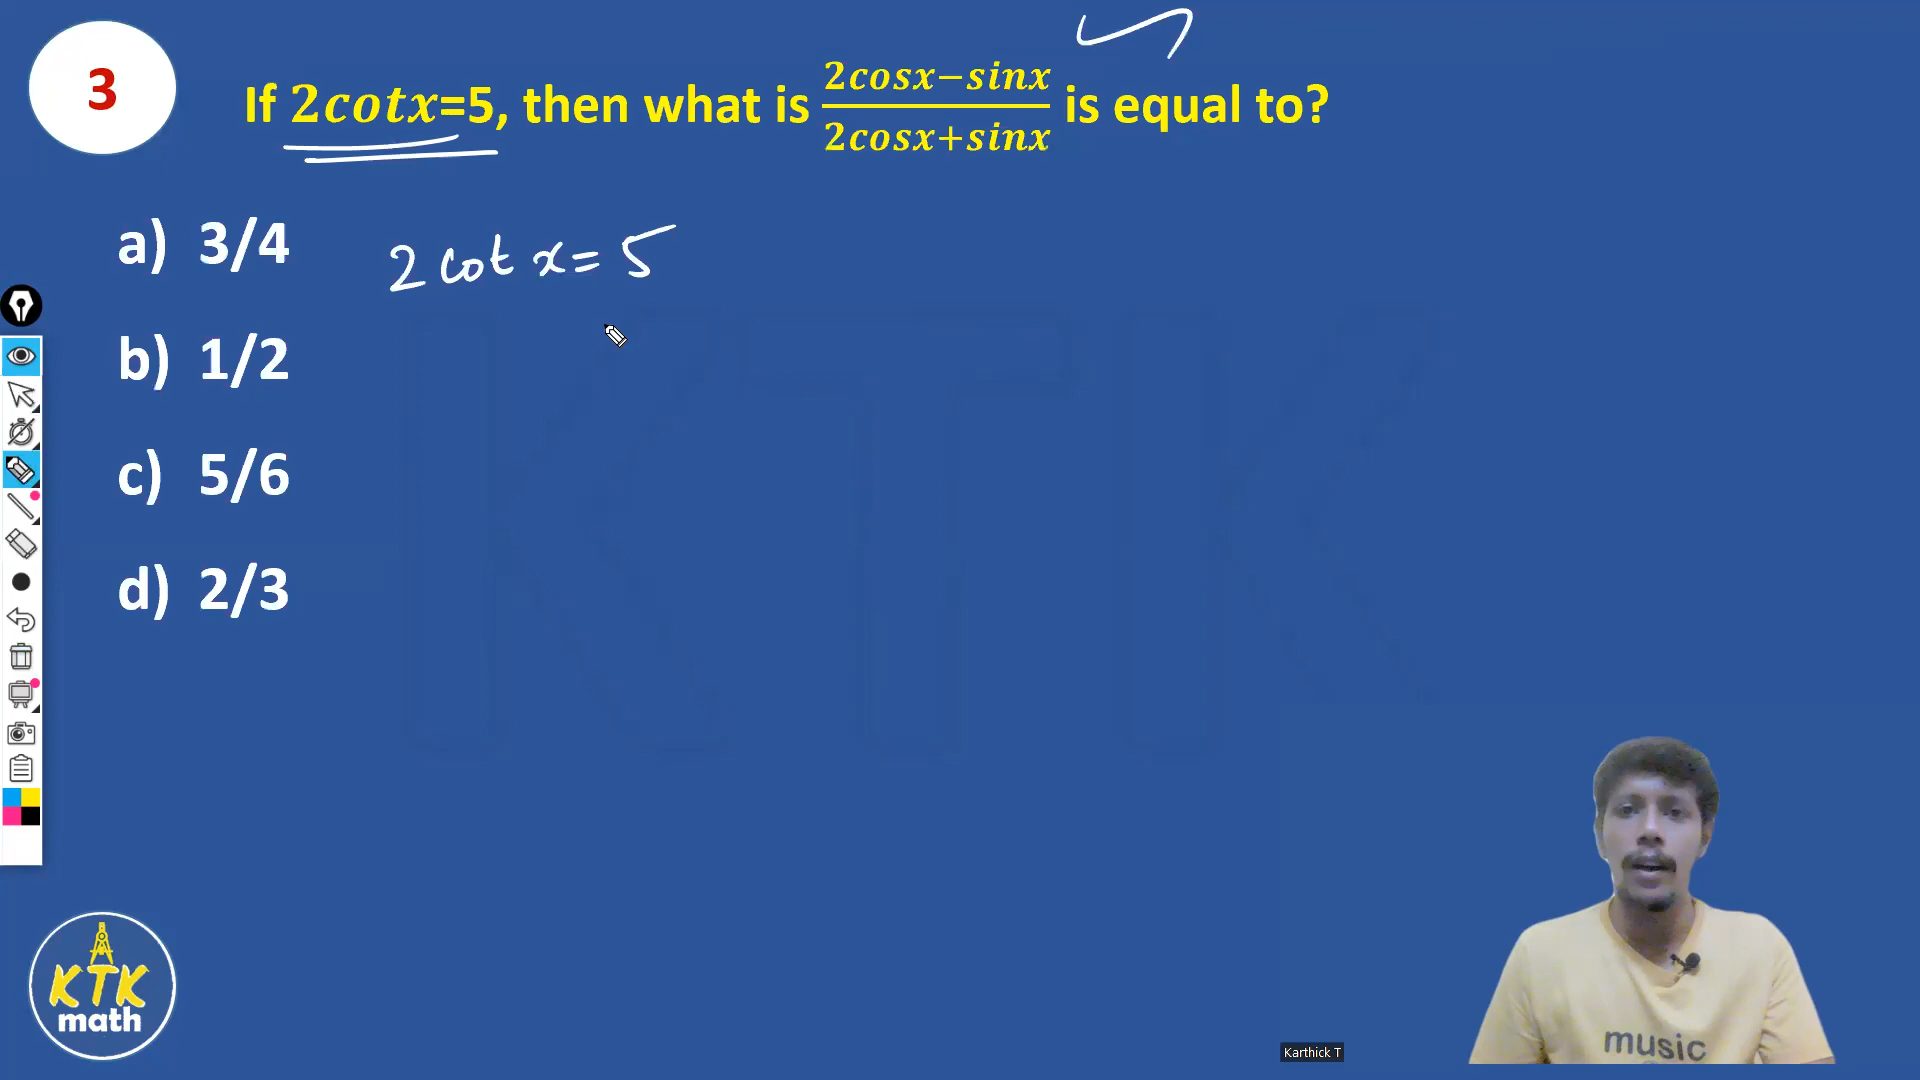 3
If 2cotx=5, then what is (2cosx−sinx)/(2cosx+sinx) is equal to?
a) 3/4
2 cot x = 5
b) 1/2
c) 5/6
d) 2/3
KTK
KTK
math
music
Karthick T